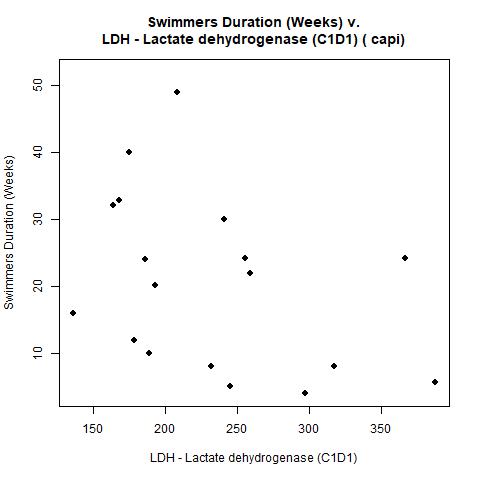 Swimmers Duration (Weeks) v.
LDH - Lactate dehydrogenase (C1D1) ( capi)
Swimmers Duration (Weeks)
50
40
30
20
10
150 200 250 300 350
LDH - Lactate dehydrogenase (C1D1)